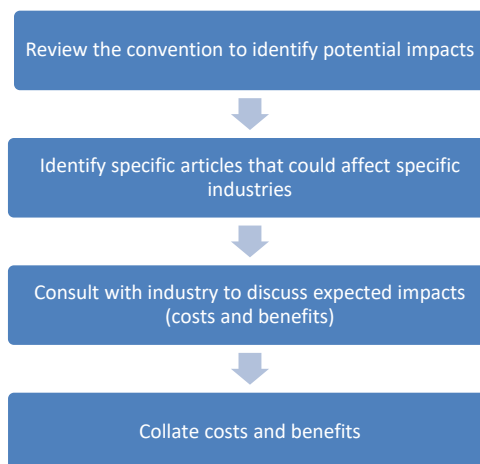 Review the convention to identify potential impacts
Identify specific articles that could affect specific
industries
Consult with industry to discuss expected impacts
(costs and benefits)
Collate costs and benefits